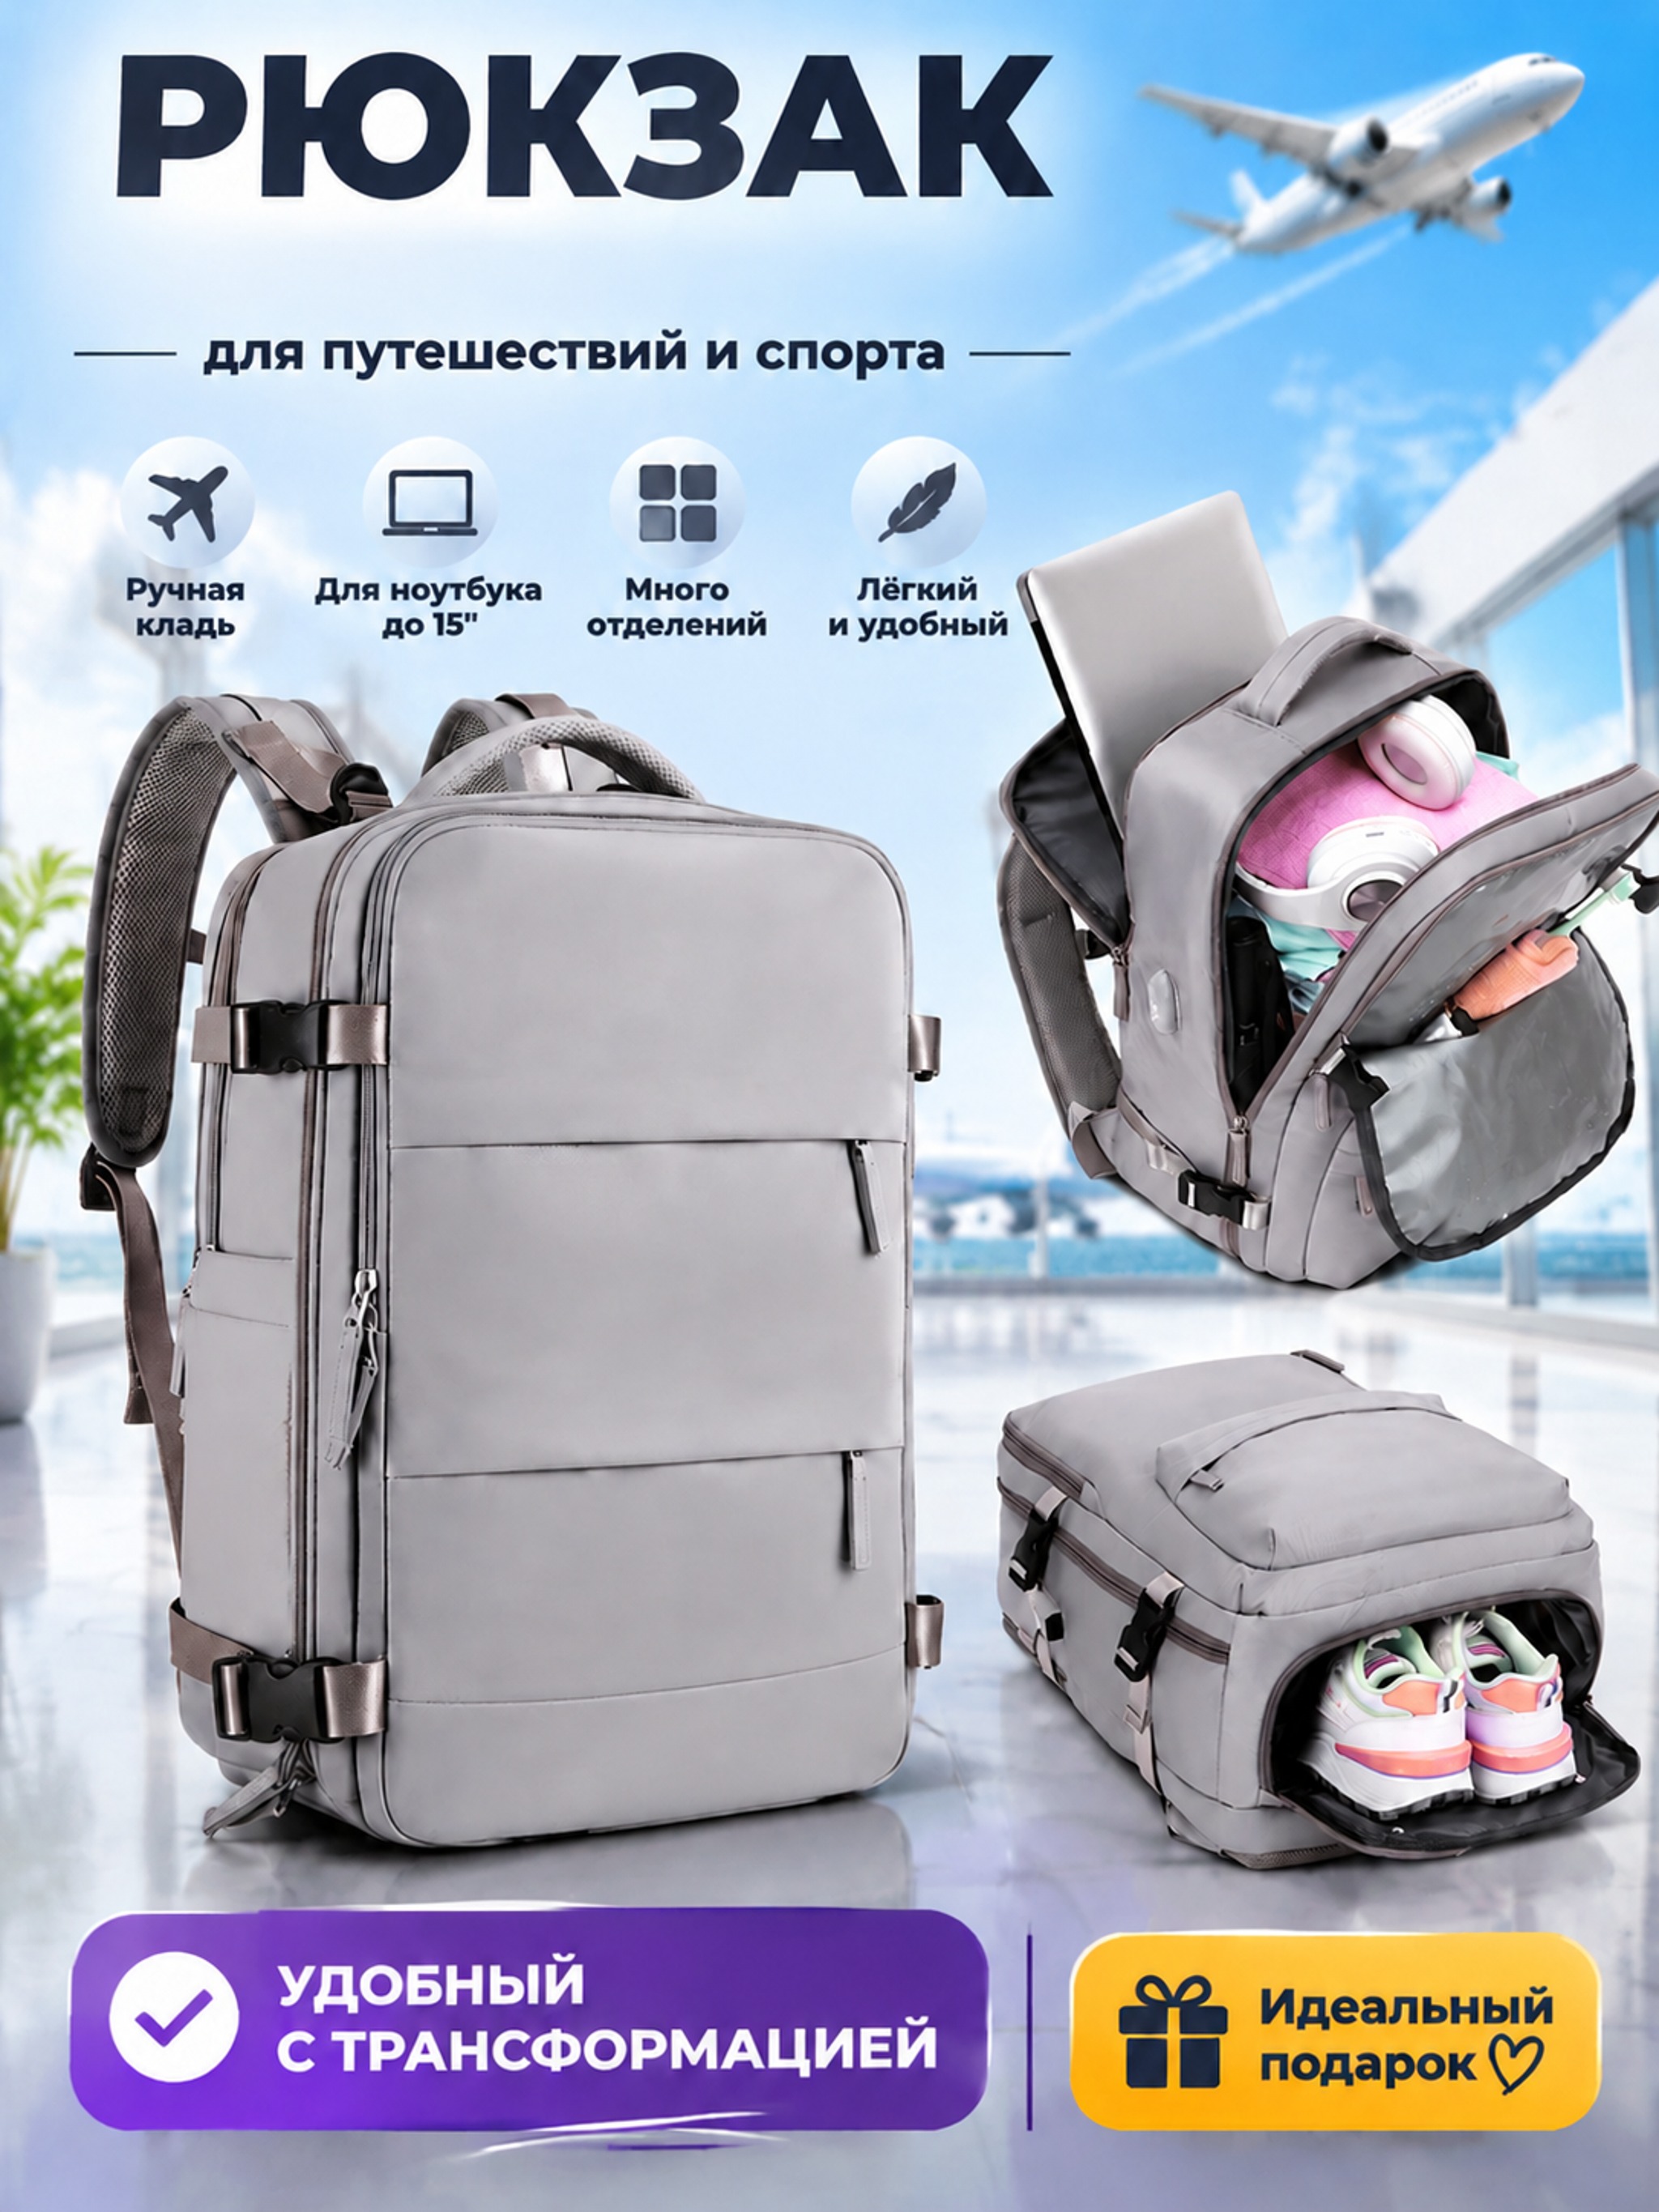 РЮКЗАК
для путешествий и спорта
Ручная
кладь
Для ноутбука
до 15"
Много
отделений
Лёгкий
и удобный
УДОБНЫЙ
С ТРАНСФОРМАЦИЕЙ
Идеальный
подарок